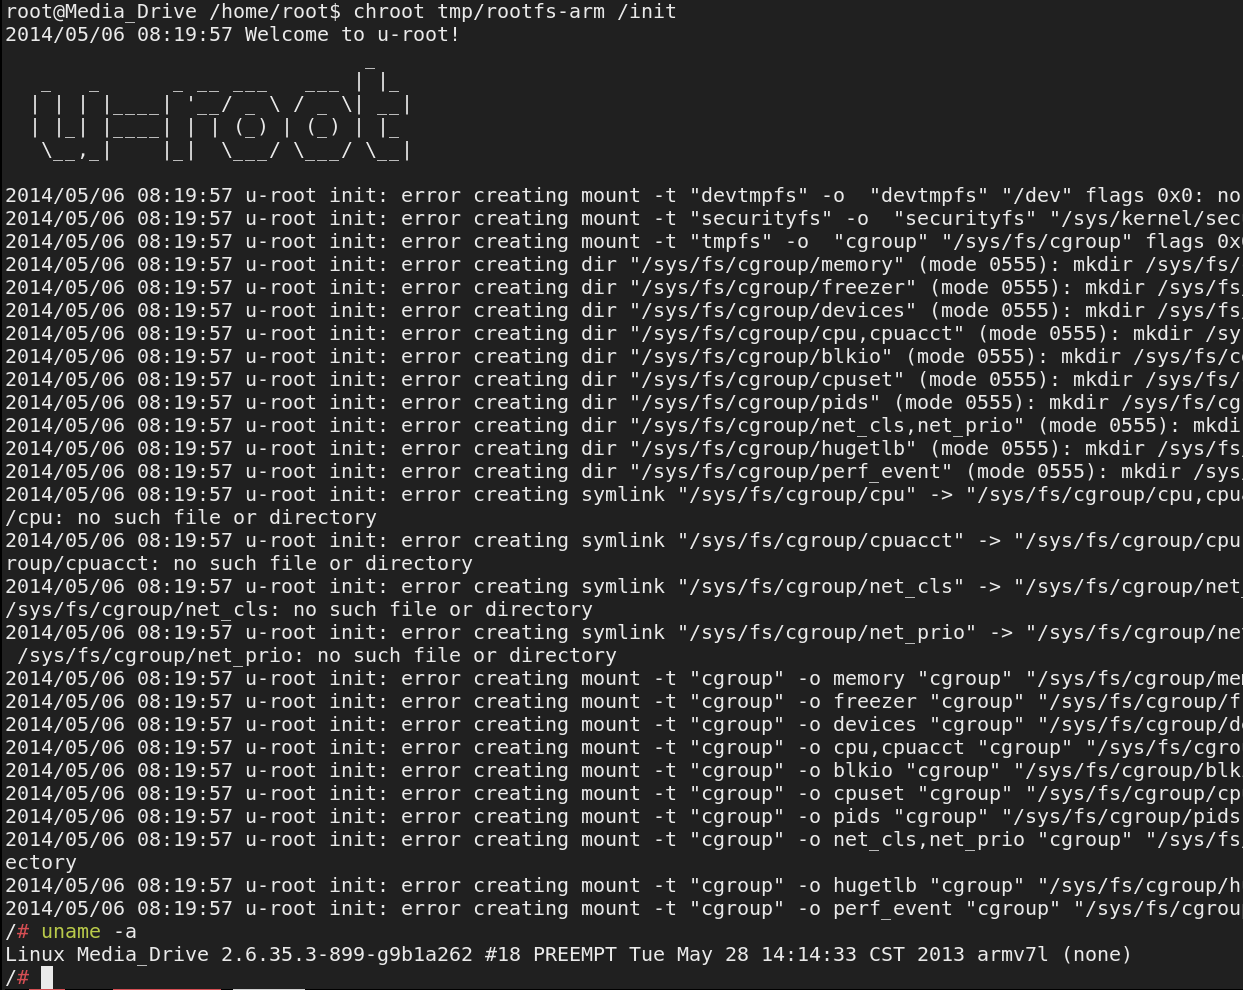 root@Media_Drive /home/root$ chroot tmp/rootfs-arm /init
2014/05/06 08:19:57 Welcome to u-root!
                              _
   _   _      _ __ ___   ___ | |_
  | | | |____| '__/ _ \ / _ \| __|
  | |_| |____| | | (_) | (_) | |_
   \__,_|    |_|  \___/ \___/ \__|
2014/05/06 08:19:57 u-root init: error creating mount -t "devtmpfs" -o  "devtmpfs" "/dev" flags 0x0: no
2014/05/06 08:19:57 u-root init: error creating mount -t "securityfs" -o  "securityfs" "/sys/kernel/sec
2014/05/06 08:19:57 u-root init: error creating mount -t "tmpfs" -o  "cgroup" "/sys/fs/cgroup" flags 0x
2014/05/06 08:19:57 u-root init: error creating dir "/sys/fs/cgroup/memory" (mode 0555): mkdir /sys/fs/
2014/05/06 08:19:57 u-root init: error creating dir "/sys/fs/cgroup/freezer" (mode 0555): mkdir /sys/fs
2014/05/06 08:19:57 u-root init: error creating dir "/sys/fs/cgroup/devices" (mode 0555): mkdir /sys/fs
2014/05/06 08:19:57 u-root init: error creating dir "/sys/fs/cgroup/cpu,cpuacct" (mode 0555): mkdir /sy
2014/05/06 08:19:57 u-root init: error creating dir "/sys/fs/cgroup/blkio" (mode 0555): mkdir /sys/fs/c
2014/05/06 08:19:57 u-root init: error creating dir "/sys/fs/cgroup/cpuset" (mode 0555): mkdir /sys/fs/
2014/05/06 08:19:57 u-root init: error creating dir "/sys/fs/cgroup/pids" (mode 0555): mkdir /sys/fs/cg
2014/05/06 08:19:57 u-root init: error creating dir "/sys/fs/cgroup/net_cls,net_prio" (mode 0555): mkdi
2014/05/06 08:19:57 u-root init: error creating dir "/sys/fs/cgroup/hugetlb" (mode 0555): mkdir /sys/fs
2014/05/06 08:19:57 u-root init: error creating dir "/sys/fs/cgroup/perf_event" (mode 0555): mkdir /sys
2014/05/06 08:19:57 u-root init: error creating symlink "/sys/fs/cgroup/cpu" -> "/sys/fs/cgroup/cpu,cpu
/cpu: no such file or directory
2014/05/06 08:19:57 u-root init: error creating symlink "/sys/fs/cgroup/cpuacct" -> "/sys/fs/cgroup/cpu
roup/cpuacct: no such file or directory
2014/05/06 08:19:57 u-root init: error creating symlink "/sys/fs/cgroup/net_cls" -> "/sys/fs/cgroup/net_
/sys/fs/cgroup/net_cls: no such file or directory
2014/05/06 08:19:57 u-root init: error creating symlink "/sys/fs/cgroup/net_prio" -> "/sys/fs/cgroup/ne
 /sys/fs/cgroup/net_prio: no such file or directory
2014/05/06 08:19:57 u-root init: error creating mount -t "cgroup" -o memory "cgroup" "/sys/fs/cgroup/me
2014/05/06 08:19:57 u-root init: error creating mount -t "cgroup" -o freezer "cgroup" "/sys/fs/cgroup/f
2014/05/06 08:19:57 u-root init: error creating mount -t "cgroup" -o devices "cgroup" "/sys/fs/cgroup/d
2014/05/06 08:19:57 u-root init: error creating mount -t "cgroup" -o cpu,cpuacct "cgroup" "/sys/fs/cgro
2014/05/06 08:19:57 u-root init: error creating mount -t "cgroup" -o blkio "cgroup" "/sys/fs/cgroup/blk
2014/05/06 08:19:57 u-root init: error creating mount -t "cgroup" -o cpuset "cgroup" "/sys/fs/cgroup/cp
2014/05/06 08:19:57 u-root init: error creating mount -t "cgroup" -o pids "cgroup" "/sys/fs/cgroup/pids
2014/05/06 08:19:57 u-root init: error creating mount -t "cgroup" -o net_cls,net_prio "cgroup" "/sys/fs
ectory
2014/05/06 08:19:57 u-root init: error creating mount -t "cgroup" -o hugetlb "cgroup" "/sys/fs/cgroup/h
2014/05/06 08:19:57 u-root init: error creating mount -t "cgroup" -o perf_event "cgroup" "/sys/fs/cgrou
/# uname -a
Linux Media_Drive 2.6.35.3-899-g9b1a262 #18 PREEMPT Tue May 28 14:14:33 CST 2013 armv7l (none)
/#